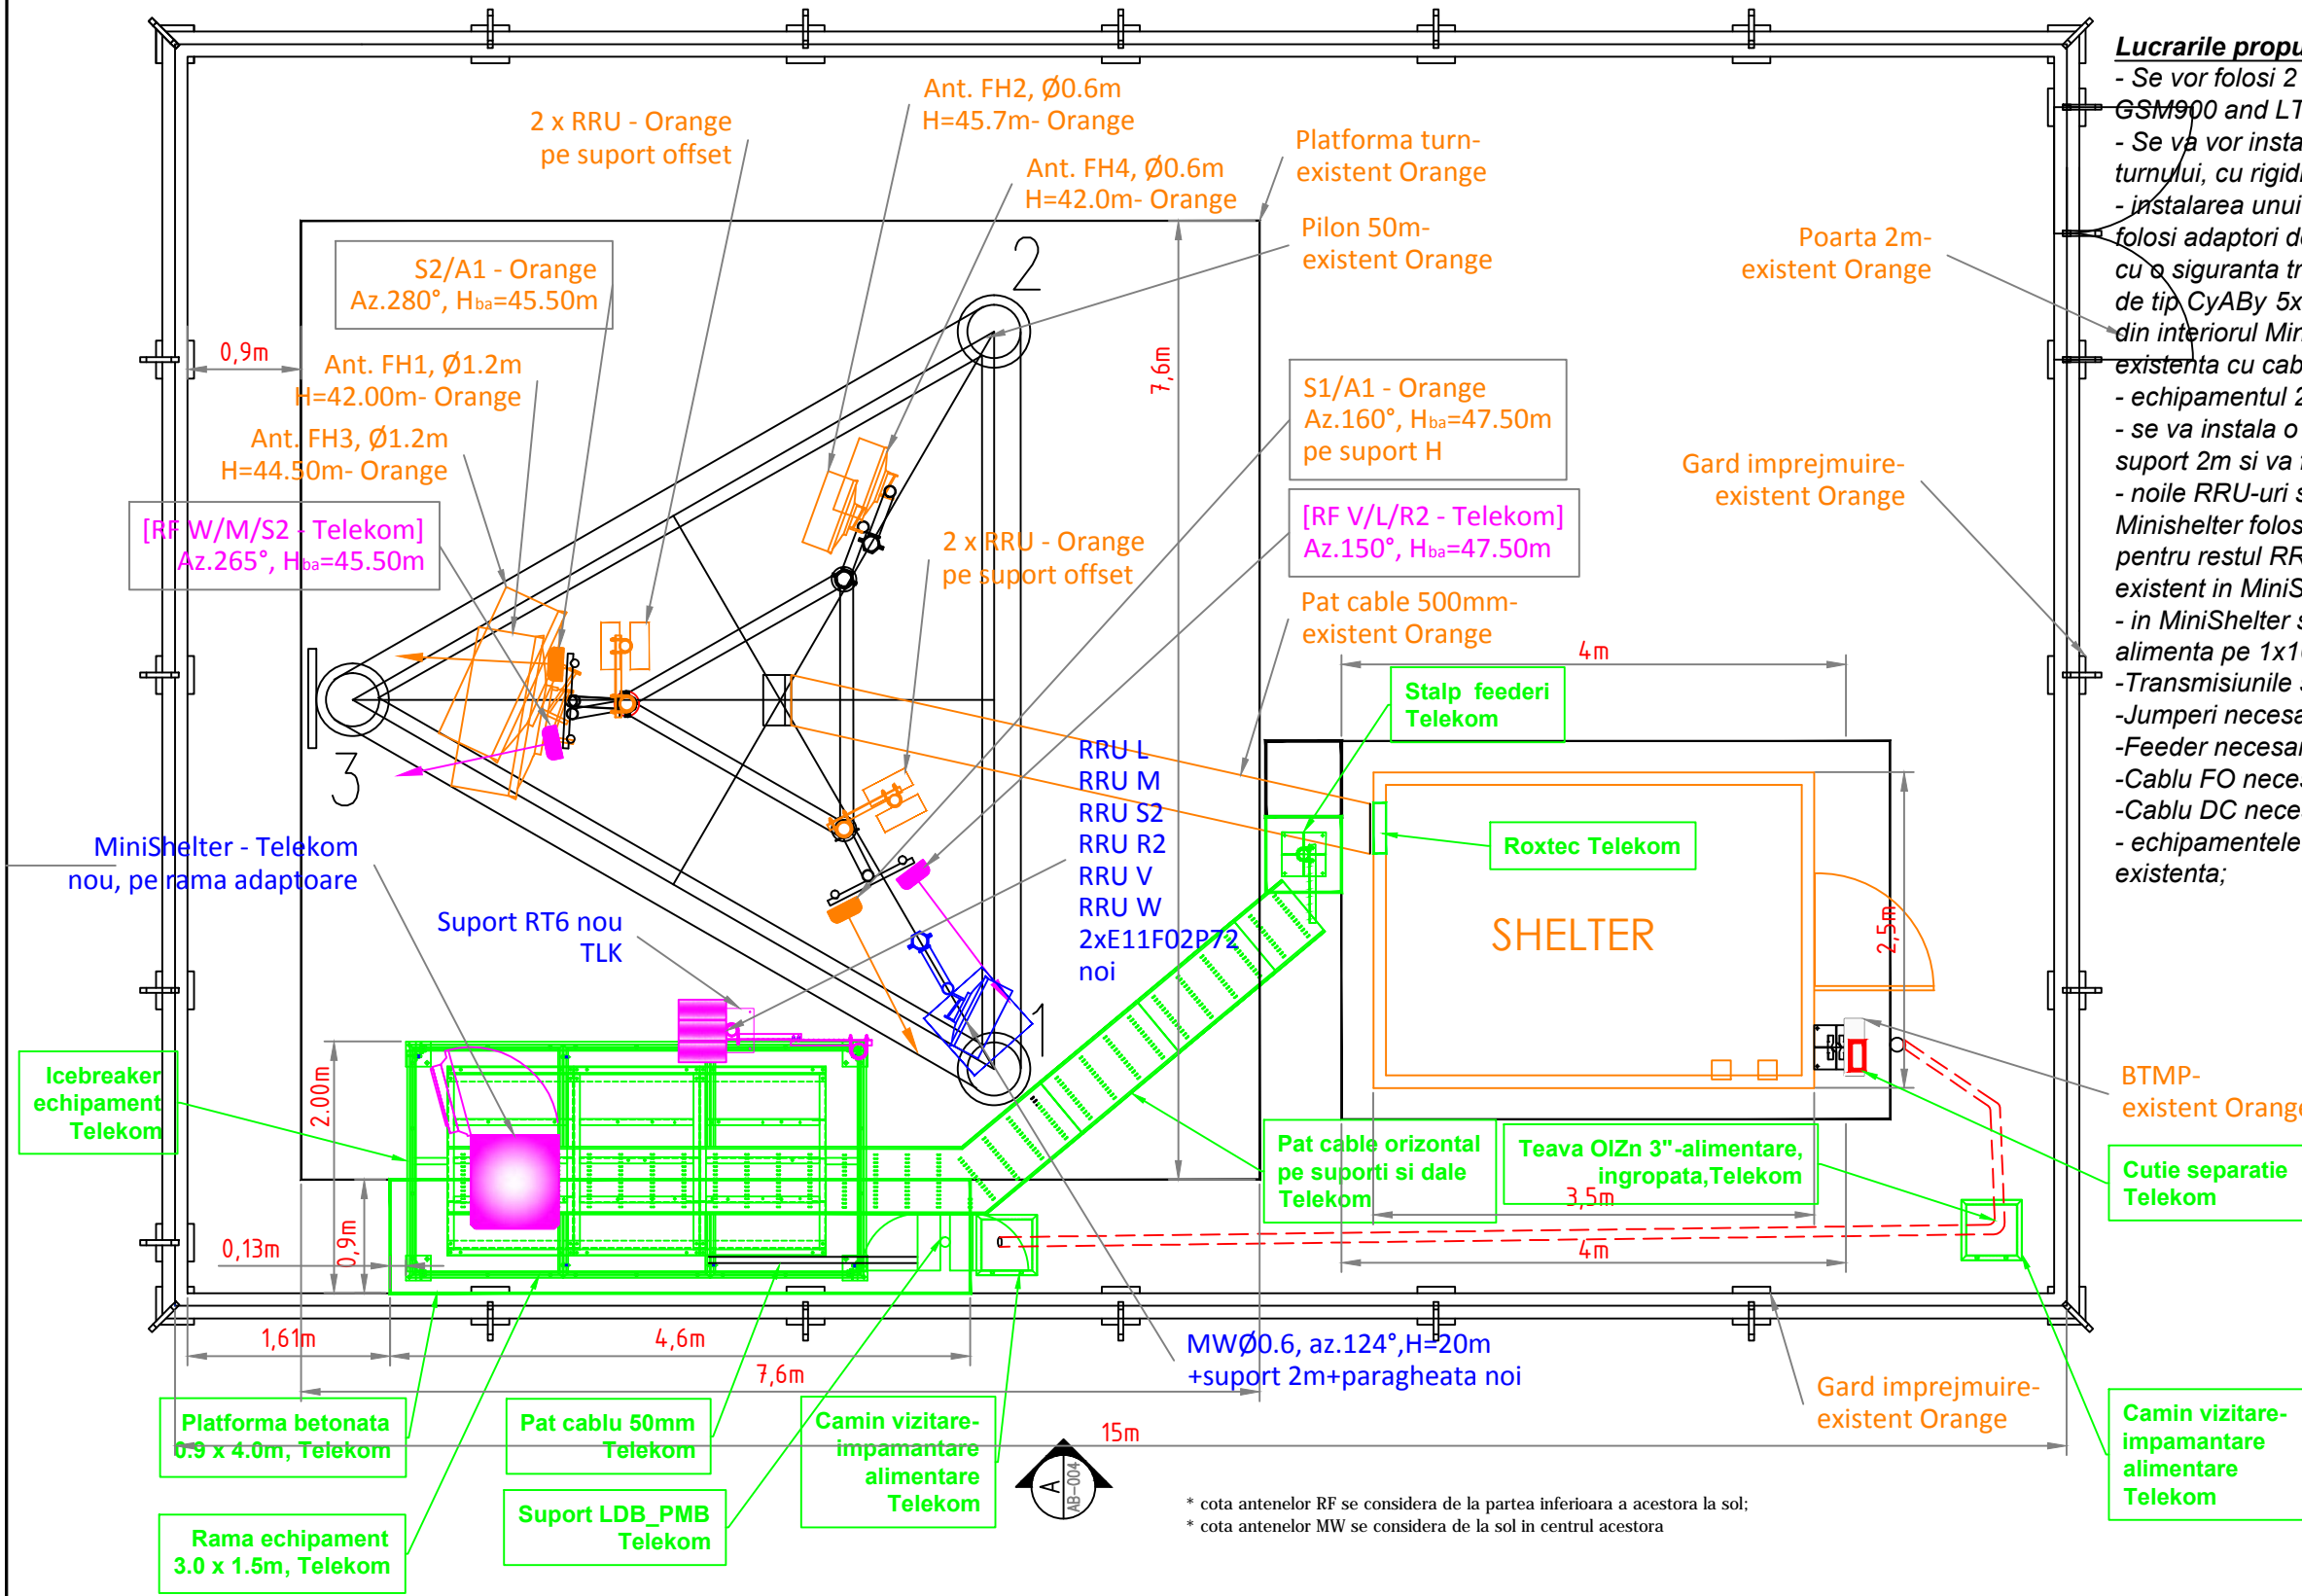 Lucrarile propu
- Se vor folosi 2
GSM900 and LT
- Se va vor insta
turnului, cu rigidi
- instalarea unui
folosi adaptori de
cu o siguranta tr
de tip CyABy 5x
din interiorul Min
existenta cu cab
- echipamentul 2
- se va instala o
suport 2m si va f
- noile RRU-uri s
Minishelter folos
pentru restul RR
existent in MiniS
- in MiniShelter s
alimenta pe 1x1
-Transmisiunile s
-Jumperi necesa
-Feeder necesar
-Cablu FO neces
-Cablu DC nece
- echipamentele
existenta;
Ant. FH2, Ø0.6m
H=45.7m- Orange
2 x RRU - Orange
pe suport offset
Ant. FH4, Ø0.6m
H=42.0m- Orange
Platforma turn-
existent Orange
Pilon 50m-
existent Orange
Poarta 2m-
existent Orange
S2/A1 - Orange
Az.280°, Hba=45.50m
2
0,9m
7,6m
Ant. FH1, Ø1.2m
H=42.00m- Orange
S1/A1 - Orange
Az.160°, Hba=47.50m
pe suport H
Ant. FH3, Ø1.2m
H=44.50m- Orange
Gard imprejmuire-
existent Orange
[RF W/M/S2 - Telekom]
Az.265°, Hba=45.50m
[RF V/L/R2 - Telekom]
Az.150°, Hba=47.50m
2 x RRU - Orange
pe suport offset
Pat cable 500mm-
existent Orange
4m
Stalp feederi
Telekom
3
RRU L
RRU M
RRU S2
RRU R2
RRU V
RRU W
2xE11F02P72
noi
MiniShelter - Telekom
nou, pe rama adaptoare
Roxtec Telekom
Suport RT6 nou
TLK
SHELTER
2,5m
1
Icebreaker
echipament
Telekom
2.00m
BTMP-
existent Orange
Pat cable orizontal
pe suporti si dale
Telekom
Teava OlZn 3"-alimentare,
ingropata,Telekom
Cutie separatie
Telekom
3,5m
0,13m
0,9m
4m
1,61m
4,6m
MWØ0.6, az.124°,H=20m
+suport 2m+paragheata noi
7,6m
Gard imprejmuire-
existent Orange
Platforma betonata
0.9 x 4.0m, Telekom
Pat cablu 50mm
Telekom
Camin vizitare-
impamantare
alimentare
Telekom
15m
Camin vizitare-
impamantare
alimentare
Telekom
A
AB-004
Suport LDB_PMB
Telekom
* cota antenelor RF se considera de la partea inferioara a acestora la sol;
* cota antenelor MW se considera de la sol in centrul acestora
Rama echipament
3.0 x 1.5m, Telekom